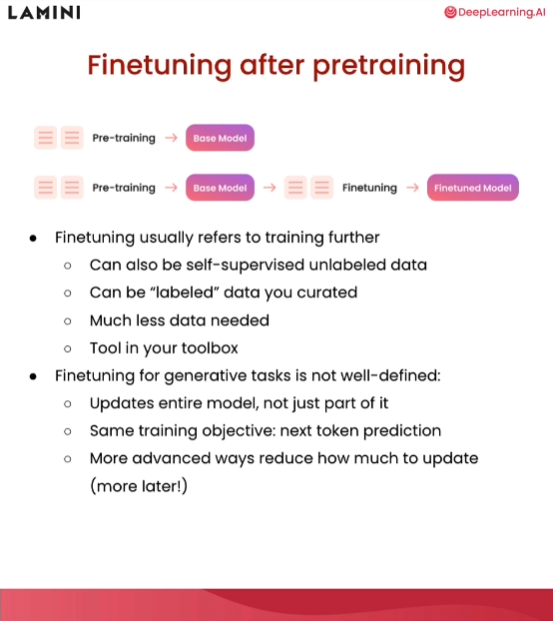 LAMINI
DeepLearning.AI
Finetuning after pretraining
Pre-training → Base Model
Pre-training → Base Model → Finetuning → Finetuned Model
● Finetuning usually refers to training further
○ Can also be self-supervised unlabeled data
○ Can be “labeled” data you curated
○ Much less data needed
○ Tool in your toolbox
● Finetuning for generative tasks is not well-defined:
○ Updates entire model, not just part of it
○ Same training objective: next token prediction
○ More advanced ways reduce how much to update
(more later!)